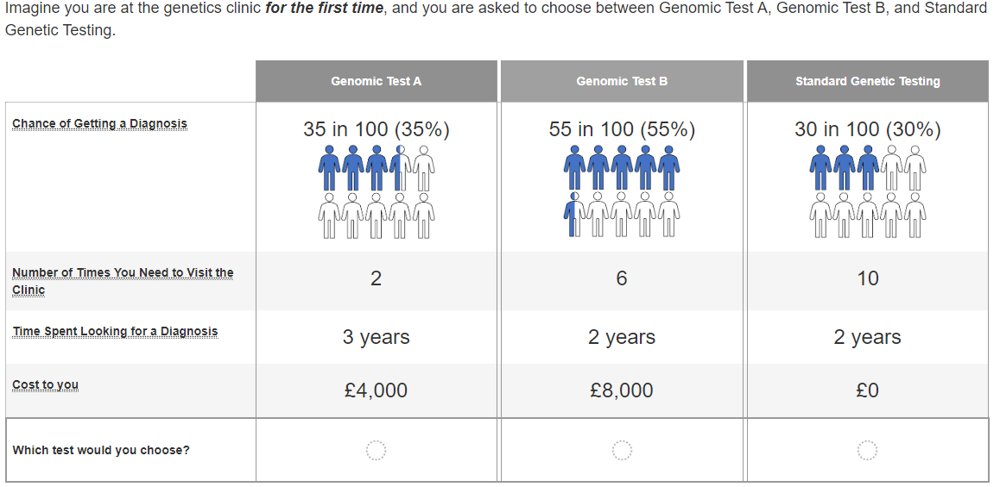 Imagine you are at the genetics clinic for the first time, and you are asked to choose between Genomic Test A, Genomic Test B, and Standard
Genetic Testing.
Genomic Test A
Genomic Test B
Standard Genetic Testing
Chance of Getting a Diagnosis
35 in 100 (35%)
55 in 100 (55%)
30 in 100 (30%)
Number of Times You Need to Visit the
Clinic
2
6
10
Time Spent Looking for a Diagnosis
3 years
2 years
2 years
Cost to you
£4,000
£8,000
£0
Which test would you choose?